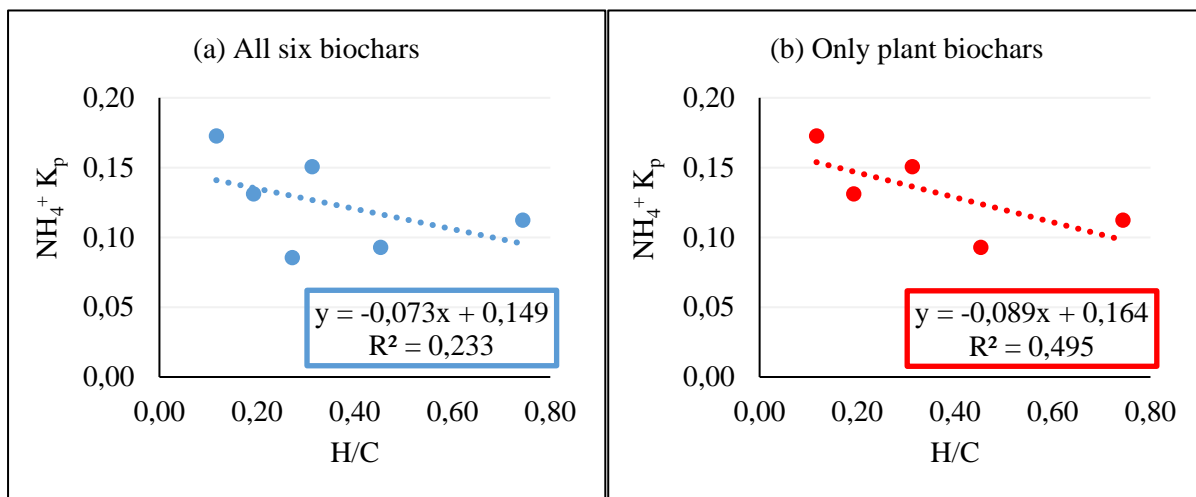 (a) All six biochars
NH₄⁺ Kₚ
0,20
0,15
0,10
0,05
0,00
y = -0,073x + 0,149
R² = 0,233
0,00 0,20 0,40 0,60 0,80
H/C
(b) Only plant biochars
NH₄⁺ Kₚ
0,20
0,15
0,10
0,05
0,00
y = -0,089x + 0,164
R² = 0,495
0,00 0,20 0,40 0,60 0,80
H/C